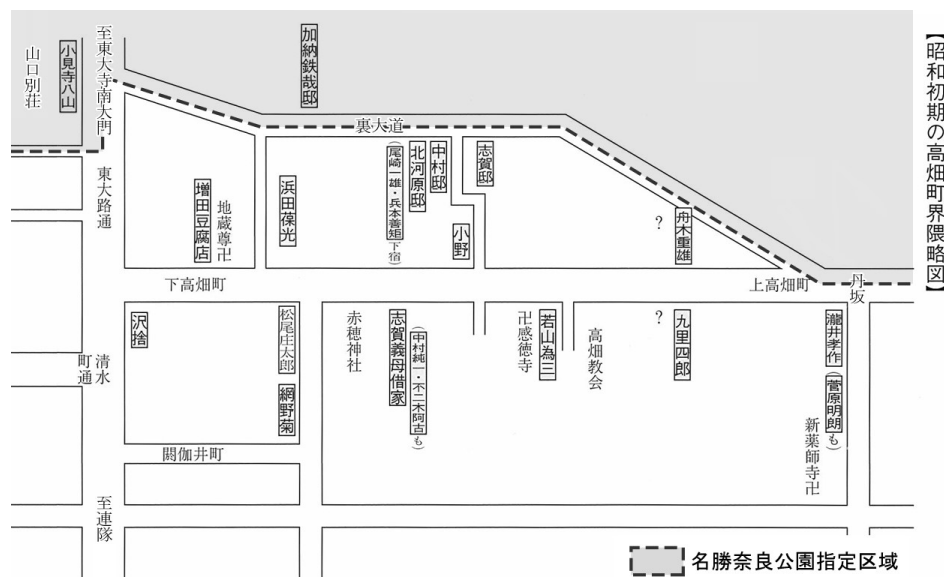 【昭和初期の高畑町界隈略図】
至東大寺南大門
小見寺八山
山口別荘
加納鉄哉邸
裏大道
東大路通
増田豆腐店
地蔵尊卍
浜田葆光
(尾崎一雄・兵本善矩下宿)
北河原邸
中村邸
小野
志賀邸
?
舟木重雄
下高畑町
上高畑町
丹坂
沢捨
松尾庄太郎
網野菊
赤穂神社
志賀義母借家
(中村純一・不二木阿古も)
卍感徳寺
若山為三
高畑教会
?
九里四郎
瀧井孝作
(菅原明朗も)
新薬師寺卍
清水町通
閼伽井町
至連隊
名勝奈良公園指定区域